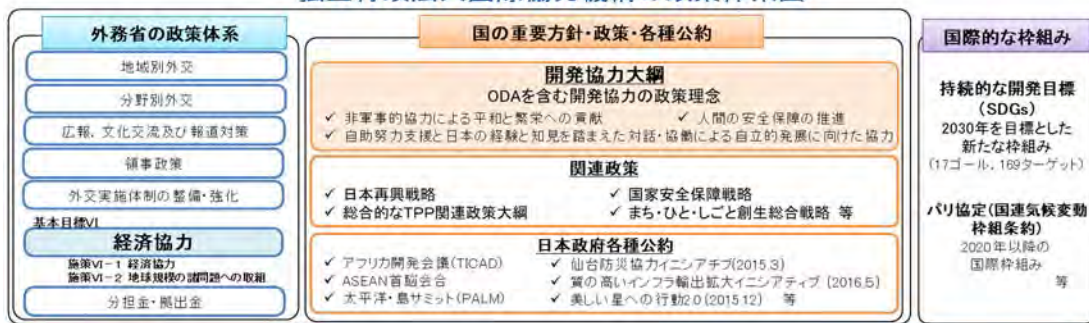 外務省の政策体系
地域別外交
分野別外交
広報、文化交流及び報道対策
領事政策
外交実施体制の整備・強化
基本目標Ⅵ
経済協力
施策Ⅵ-1 経済協力
施策Ⅵ-2 地球規模の諸問題への取組
分担金・拠出金
国の重要方針・政策・各種公約
開発協力大綱
ODAを含む開発協力の政策理念
✓ 非軍事的協力による平和と繁栄への貢献 ✓ 人間の安全保障の推進
✓ 自助努力支援と日本の経験と知見を踏まえた対話・協働による自立的発展に向けた協力
関連政策
✓ 日本再興戦略 ✓ 国家安全保障戦略
✓ 総合的なTPP関連政策大綱 ✓ まち・ひと・しごと創生総合戦略 等
日本政府各種公約
✓ アフリカ開発会議(TICAD) ✓ 仙台防災協力イニシアチブ(2015.3)
✓ ASEAN首脳会合 ✓ 質の高いインフラ輸出拡大イニシアティブ (2016.5)
✓ 太平洋・島サミット(PALM) ✓ 美しい星への行動2.0(2015.12) 等
国際的な枠組み
持続的な開発目標
(SDGs)
2030年を目標とした
新たな枠組み
(17ゴール、169ターゲット)
パリ協定(国連気候変動
枠組条約)
2020年以降の
国際枠組み
等